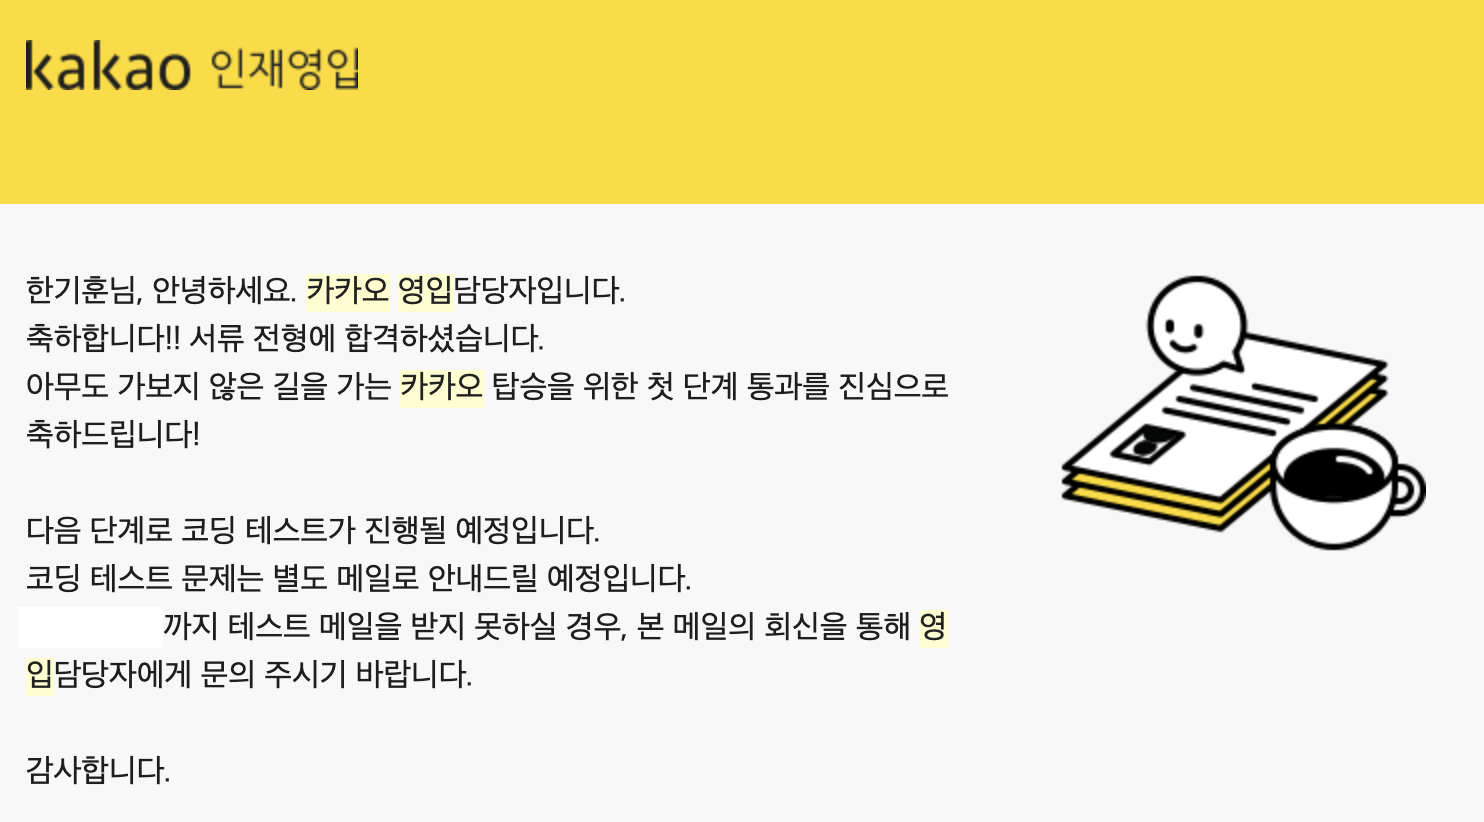 kakao 인재영입
한기훈님, 안녕하세요. 카카오 영입담당자입니다.
축하합니다!! 서류 전형에 합격하셨습니다.
아무도 가보지 않은 길을 가는 카카오 탑승을 위한 첫 단계 통과를 진심으로
축하드립니다!
다음 단계로 코딩 테스트가 진행될 예정입니다.
코딩 테스트 문제는 별도 메일로 안내드릴 예정입니다.
까지 테스트 메일을 받지 못하실 경우, 본 메일의 회신을 통해 영
입담당자에게 문의 주시기 바랍니다.
감사합니다.